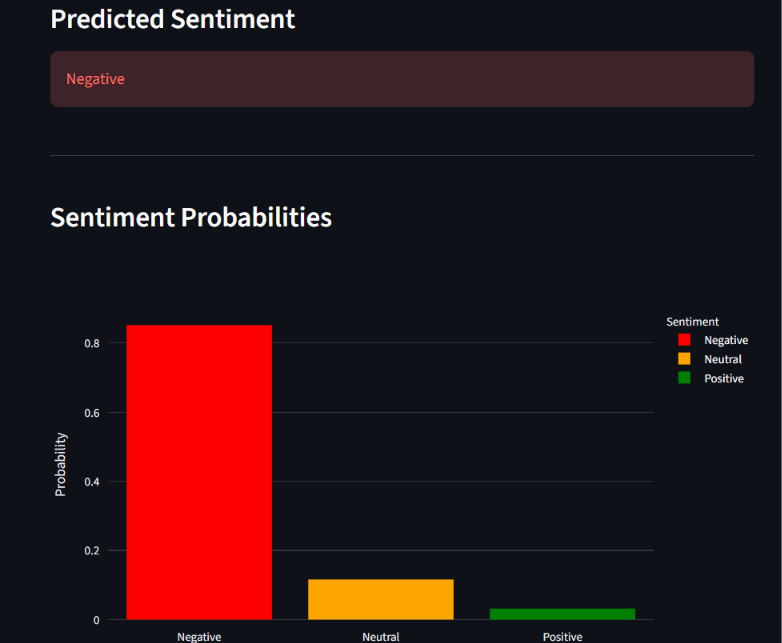 Predicted Sentiment
Negative
Sentiment Probabilities
Sentiment
Negative
Neutral
Positive
Probability
0.8
0.6
0.4
0.2
0
Negative Neutral Positive